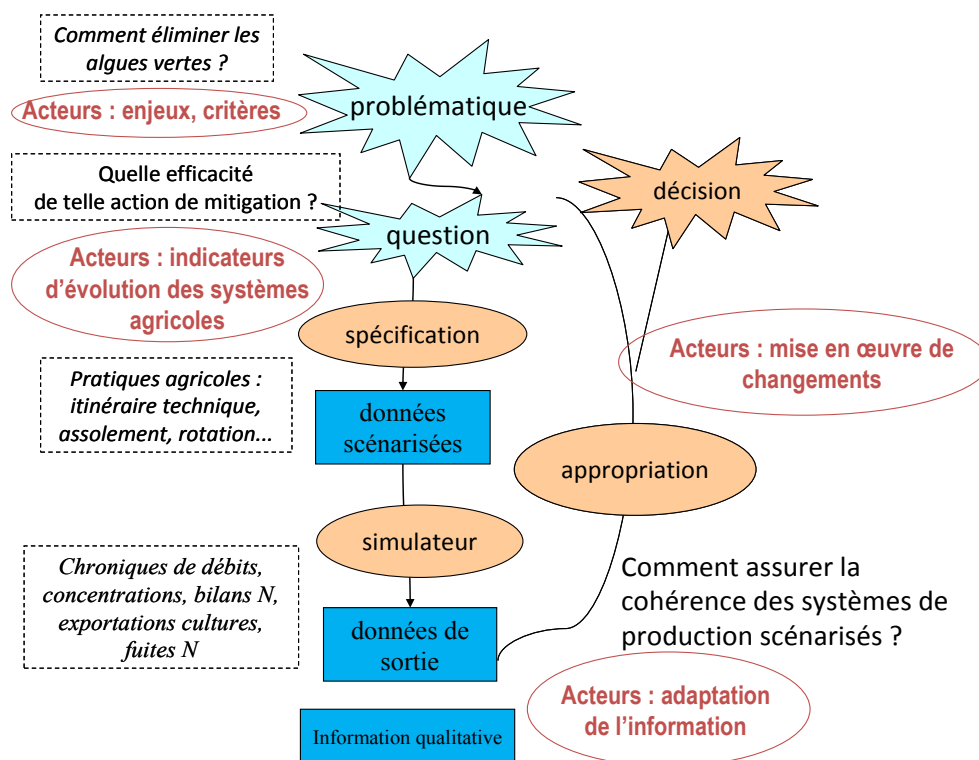 Comment éliminer les
algues vertes ?
problématique
Acteurs : enjeux, critères
Quelle efficacité
de telle action de mitigation ?
décision
question
Acteurs : indicateurs
d'évolution des systèmes
agricoles
spécification
Acteurs : mise en œuvre de
changements
Pratiques agricoles :
itinéraire technique,
assolement, rotation...
données
scénarisées
appropriation
simulateur
Chroniques de débits,
concentrations, bilans N,
exportations cultures,
fuites N
Comment assurer la
cohérence des systèmes de
production scénarisés ?
données de
sortie
Acteurs : adaptation
de l'information
Information qualitative